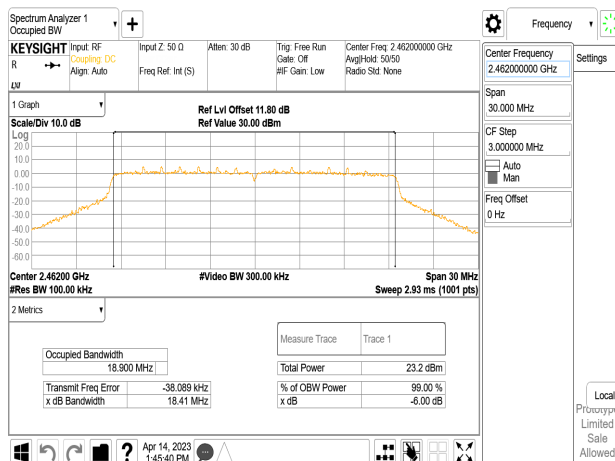 Spectrum Analyzer 1
Occupied BW
Frequency
KEYSIGHT Input: RF Input Z: 50 Ω Atten: 30 dB Trig: Free Run Center Freq: 2.462000000 GHz
R Coupling: DC Gate: Off Avg|Hold: 50/50
Align: Auto Freq Ref: Int (S) #IF Gain: Low Radio Std: None
LXI
Center Frequency
2.462000000 GHz
Settings
Span
30.000 MHz
CF Step
3.000000 MHz
Auto
Man
Freq Offset
0 Hz
1 Graph
Ref Lvl Offset 11.80 dB
Scale/Div 10.0 dB Ref Value 30.00 dBm
Log
20.0
10.0
0.00
-10.0
-20.0
-30.0
-40.0
-50.0
-60.0
Center 2.46200 GHz #Video BW 300.00 kHz Span 30 MHz
#Res BW 100.00 kHz Sweep 2.93 ms (1001 pts)
2 Metrics
Measure Trace Trace 1
Occupied Bandwidth
18.900 MHz
Total Power 23.2 dBm
Transmit Freq Error -38.089 kHz % of OBW Power 99.00 %
x dB Bandwidth 18.41 MHz x dB -6.00 dB
Local
Prototype
Limited
Sale
Allowed
? Apr 14, 2023
1:45:40 PM